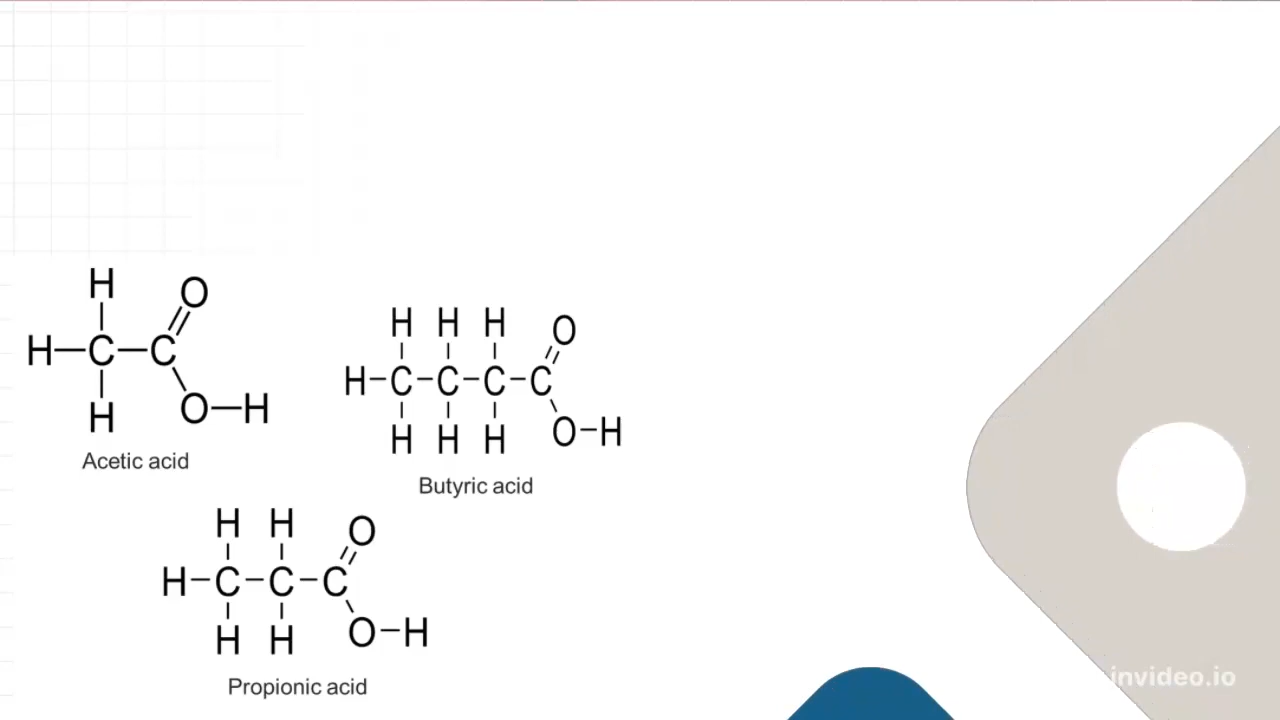 H O
H C C
H O H
Acetic acid
H H H O
H C C C C
H H H O H
Butyric acid
H H O
H C C C
H H O H
Propionic acid
invideo.io